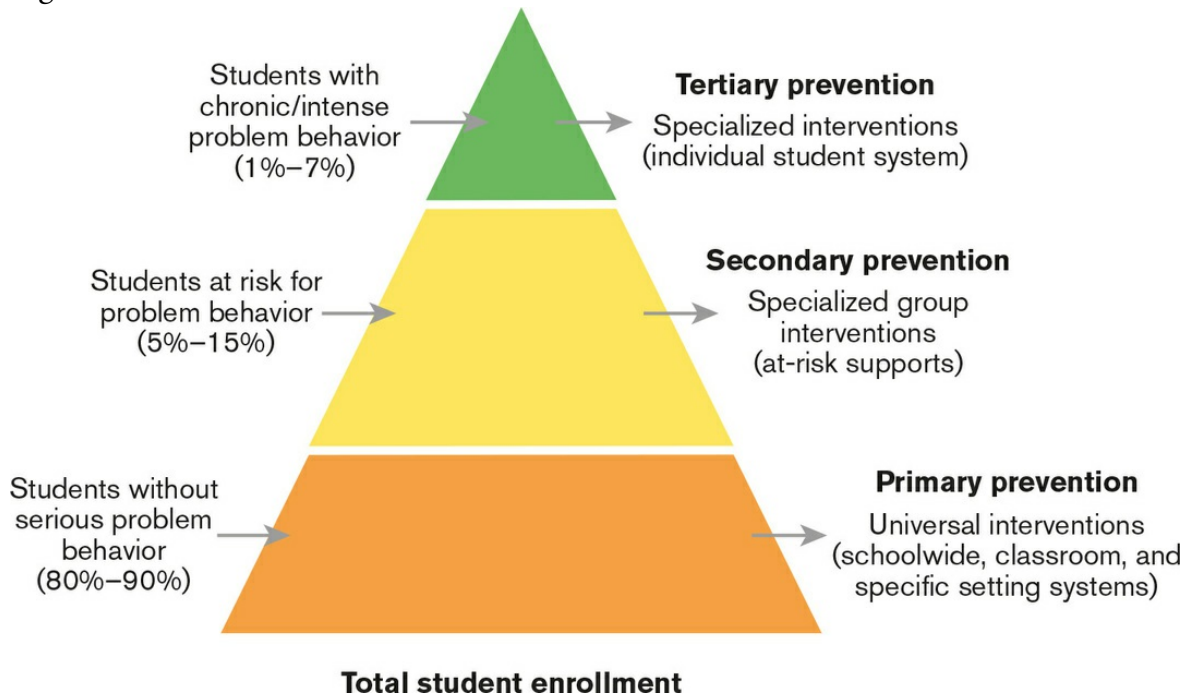 Students with
chronic/intense
problem behavior
(1%–7%)
Tertiary prevention
Specialized interventions
(individual student system)
Students at risk for
problem behavior
(5%–15%)
Secondary prevention
Specialized group
interventions
(at-risk supports)
Students without
serious problem
behavior
(80%–90%)
Primary prevention
Universal interventions
(schoolwide, classroom, and
specific setting systems)
Total student enrollment